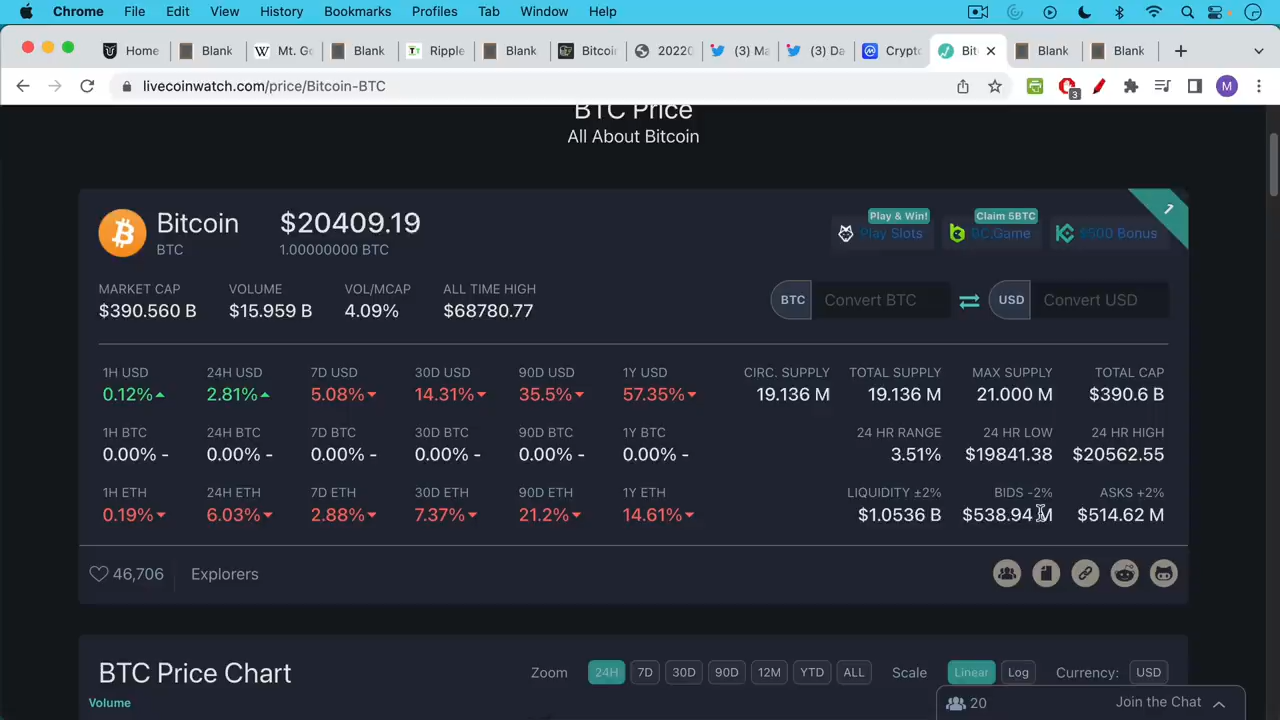 Chrome File Edit View History Bookmarks Profiles Tab Window Help
Home Blank Mt. Go Blank Ripple Blank Bitcoin 20220 (3) Ma (3) Da Crypto Bit Blank Blank
livecoinwatch.com/price/Bitcoin-BTC 3 M
BTC Price
All About Bitcoin
Bitcoin $20409.19
BTC 1.00000000 BTC
Play & Win! Claim 5BTC 1
Play Slots BC.Game $500 Bonus
MARKET CAP VOLUME VOL/MCAP ALL TIME HIGH
$390.560 B $15.959 B 4.09% $68780.77
BTC Convert BTC USD Convert USD
1H USD 24H USD 7D USD 30D USD 90D USD 1Y USD CIRC. SUPPLY TOTAL SUPPLY MAX SUPPLY TOTAL CAP
0.12% 2.81% 5.08% 14.31% 35.5% 57.35% 19.136 M 19.136 M 21.000 M $390.6 B
1H BTC 24H BTC 7D BTC 30D BTC 90D BTC 1Y BTC 24 HR RANGE 24 HR LOW 24 HR HIGH
0.00% - 0.00% - 0.00% - 0.00% - 0.00% - 0.00% - 3.51% $19841.38 $20562.55
1H ETH 24H ETH 7D ETH 30D ETH 90D ETH 1Y ETH LIQUIDITY ±2% BIDS -2% ASKS +2%
0.19% 6.03% 2.88% 7.37% 21.2% 14.61% $1.0536 B $538.94 M $514.62 M
46,706 Explorers
BTC Price Chart Zoom 24H 7D 30D 90D 12M YTD ALL Scale Linear Log Currency: USD
Volume
20 Join the Chat